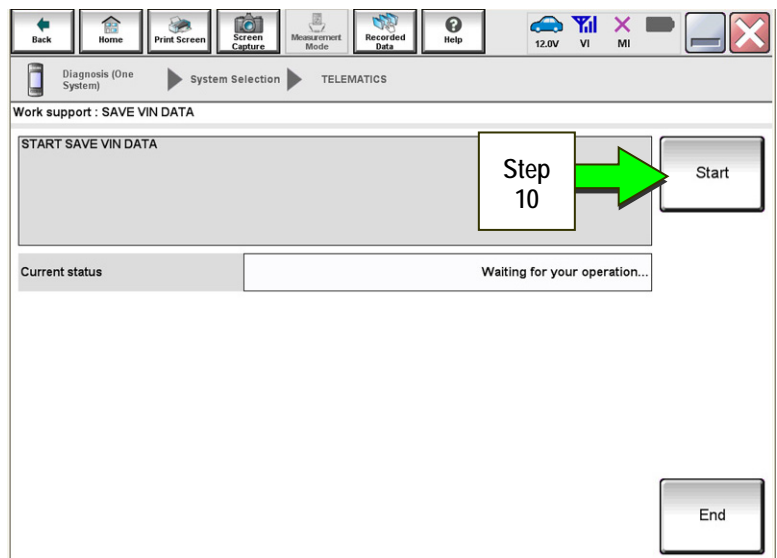 Back
Home
Print Screen
Screen
Capture
Measurement
Mode
Recorded
Data
Help
12.0V
VI
MI
Diagnosis (One
System)
System Selection
TELEMATICS
Work support : SAVE VIN DATA
START SAVE VIN DATA
Step
10
Start
Current status
Waiting for your operation...
End